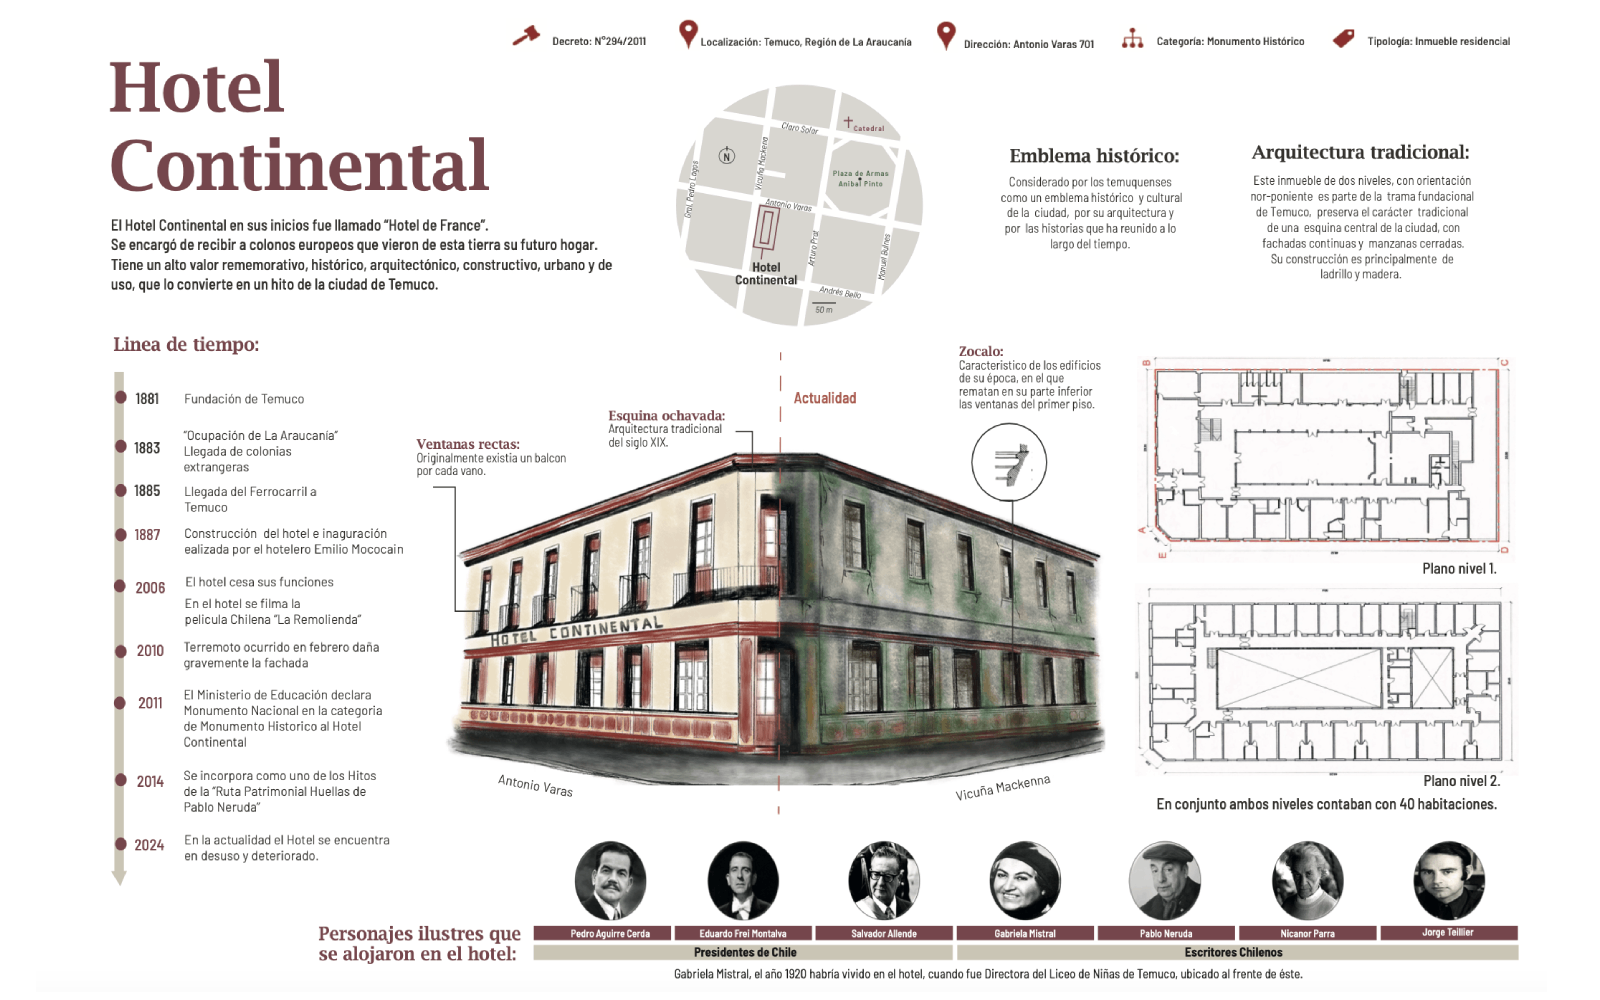 Decreto: N°294/2011
Localización: Temuco, Región de La Araucanía
Dirección: Antonio Varas 701
Categoría: Monumento Histórico
Tipología: Inmueble residencial
Hotel
Continental
El Hotel Continental en sus inicios fue llamado “Hotel de France”.
Se encargó de recibir a colonos europeos que vieron de esta tierra su futuro hogar.
Tiene un alto valor rememorativo, histórico, arquitectónico, constructivo, urbano y de
uso, que lo convierte en un hito de la ciudad de Temuco.
Claro Solar
Catedral
N
Vicuña Mackena
Gral. Pedro Lagos
Plaza de Armas
Aníbal Pinto
Antonio Varas
Arturo Prat
Manuel Bulnes
Hotel
Continental
Andrés Bello
50 m
Emblema histórico:
Considerado por los temuquenses
como un emblema histórico y cultural
de la ciudad, por su arquitectura y
por las historias que ha reunido a lo
largo del tiempo.
Arquitectura tradicional:
Este inmueble de dos niveles, con orientación
nor-poniente es parte de la trama fundacional
de Temuco, preserva el carácter tradicional
de una esquina central de la ciudad, con
fachadas continuas y manzanas cerradas.
Su construcción es principalmente de
ladrillo y madera.
Linea de tiempo:
1881 Fundación de Temuco
1883 “Ocupación de La Araucanía”
Llegada de colonias
extrangeras
1885 Llegada del Ferrocarril a
Temuco
1887 Construcción del hotel e inaguración
ealizada por el hotelero Emilio Mococain
2006 El hotel cesa sus funciones
En el hotel se filma la
pelicula Chilena “La Remolienda”
2010 Terremoto ocurrido en febrero daña
gravemente la fachada
2011 El Ministerio de Educación declara
Monumento Nacional en la categoria
de Monumento Historico al Hotel
Continental
2014 Se incorpora como uno de los Hitos
de la “Ruta Patrimonial Huellas de
Pablo Neruda”
2024 En la actualidad el Hotel se encuentra
en desuso y deteriorado.
Ventanas rectas:
Originalmente existia un balcon
por cada vano.
Esquina ochavada:
Arquitectura tradicional
del siglo XIX.
Actualidad
Zocalo:
Caracteristico de los edificios
de su época, en el que
rematan en su parte inferior
las ventanas del primer piso.
HOTEL CONTINENTAL
Antonio Varas
Vicuña Mackenna
B
C
A
E
D
Plano nivel 1.
Plano nivel 2.
En conjunto ambos niveles contaban con 40 habitaciones.
Personajes ilustres que
se alojaron en el hotel:
Pedro Aguirre Cerda
Eduardo Frei Montalva
Salvador Allende
Gabriela Mistral
Pablo Neruda
Nicanor Parra
Jorge Teillier
Presidentes de Chile
Escritores Chilenos
Gabriela Mistral, el año 1920 habría vivido en el hotel, cuando fue Directora del Liceo de Niñas de Temuco, ubicado al frente de éste.